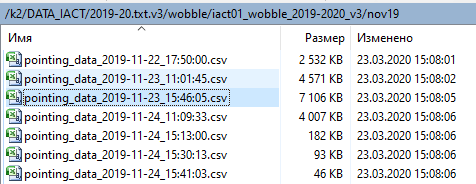 /k2/DATA_IACT/2019-20.txt.v3/wobble/iact01_wobble_2019-2020_v3/nov19
Имя Размер Изменено
pointing_data_2019-11-22_17:50:00.csv 2 532 KB 23.03.2020 15:08:01
pointing_data_2019-11-23_11:01:45.csv 4 571 KB 23.03.2020 15:08:02
pointing_data_2019-11-23_15:46:05.csv 7 106 KB 23.03.2020 15:08:05
pointing_data_2019-11-24_11:09:33.csv 4 007 KB 23.03.2020 15:08:06
pointing_data_2019-11-24_15:13:00.csv 182 KB 23.03.2020 15:08:06
pointing_data_2019-11-24_15:30:13.csv 93 KB 23.03.2020 15:08:06
pointing_data_2019-11-24_15:41:03.csv 46 KB 23.03.2020 15:08:06